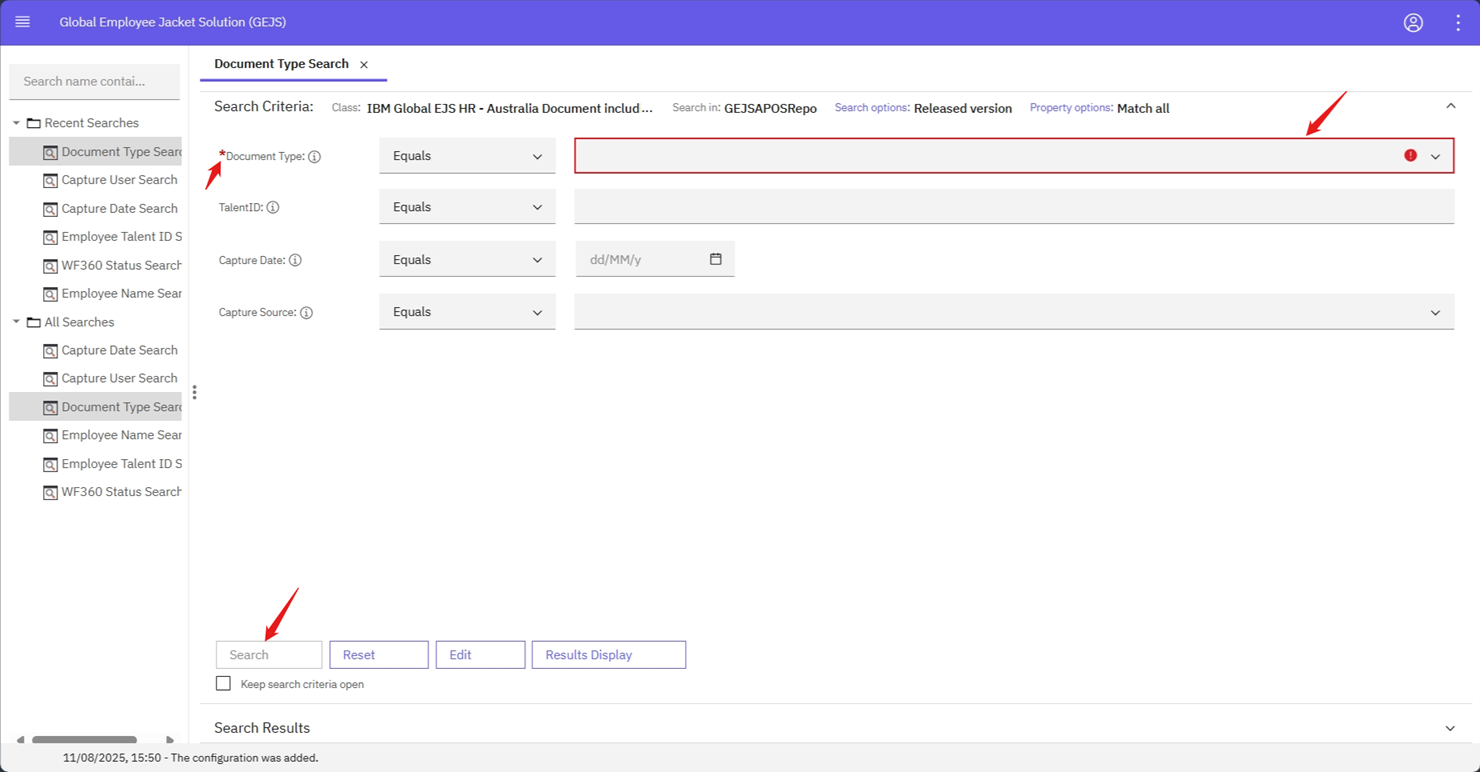 Global Employee Jacket Solution (GEJS)
Search name contai...
Recent Searches
Document Type Searc
Capture User Search
Capture Date Search
Employee Talent ID S
WF360 Status Search
Employee Name Sear
All Searches
Capture Date Search
Capture User Search
Document Type Searc
Employee Name Sear
Employee Talent ID S
WF360 Status Search
Document Type Search
Search Criteria: Class: IBM Global EJS HR - Australia Document includ ... Search in: GEJSAPOSRepo Search options: Released version Property options: Match all
*Document Type: Equals
TalentID: Equals
Capture Date: Equals dd/MM/y
Capture Source: Equals
Search Reset Edit Results Display
Keep search criteria open
Search Results
11/08/2025, 15:50 - The configuration was added.